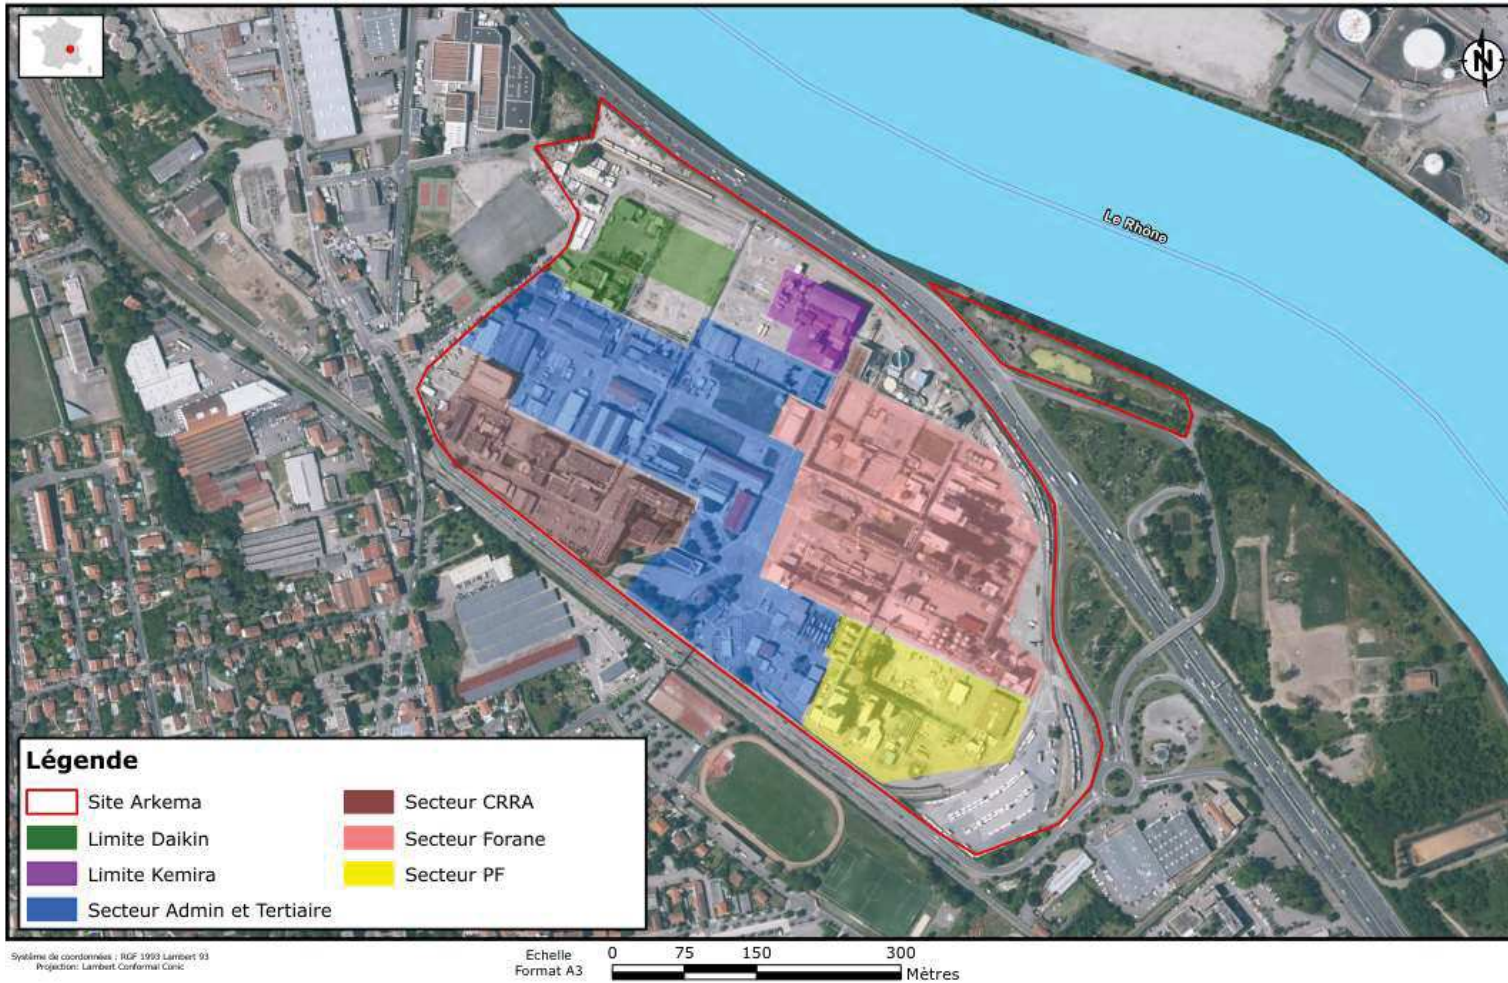 N
Le Rhône
Légende
Site Arkema
Limite Daikin
Limite Kemira
Secteur Admin et Tertiaire
Secteur CRRA
Secteur Forane
Secteur PF
Système de coordonnées : RGF 1993 Lambert 93
Projection: Lambert Conformal Conic
Echelle
Format A3
0 75 150 300
Mètres